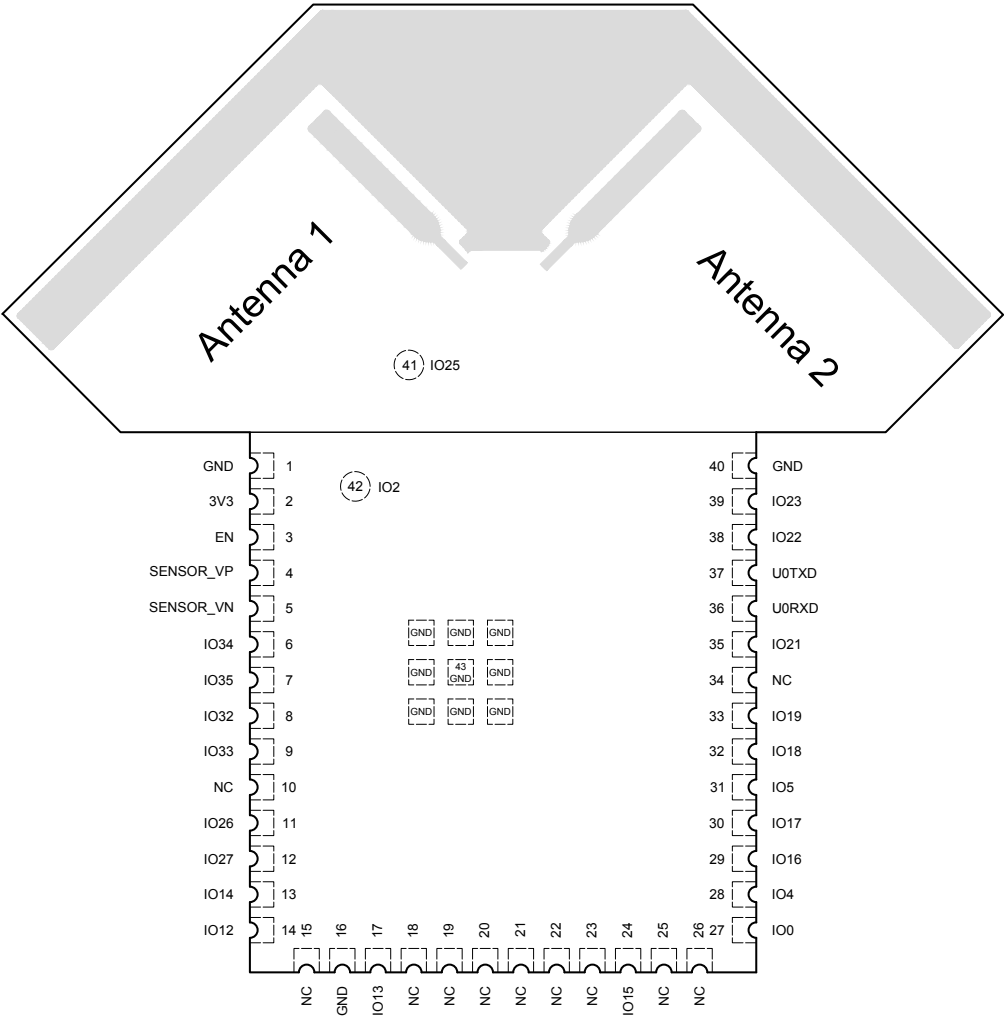 Antenna 1
Antenna 2
41 IO25
GND 1
3V3 2
EN 3
SENSOR_VP 4
SENSOR_VN 5
IO34 6
IO35 7
IO32 8
IO33 9
NC 10
IO26 11
IO27 12
IO14 13
IO12 14
42 IO2
GND GND GND
GND 43 GND GND
GND GND GND
40 GND
39 IO23
38 IO22
37 U0TXD
36 U0RXD
35 IO21
34 NC
33 IO19
32 IO18
31 IO5
30 IO17
29 IO16
28 IO4
27 IO0
15 NC
16 GND
17 IO13
18 NC
19 NC
20 NC
21 NC
22 NC
23 NC
24 IO15
25 NC
26 NC